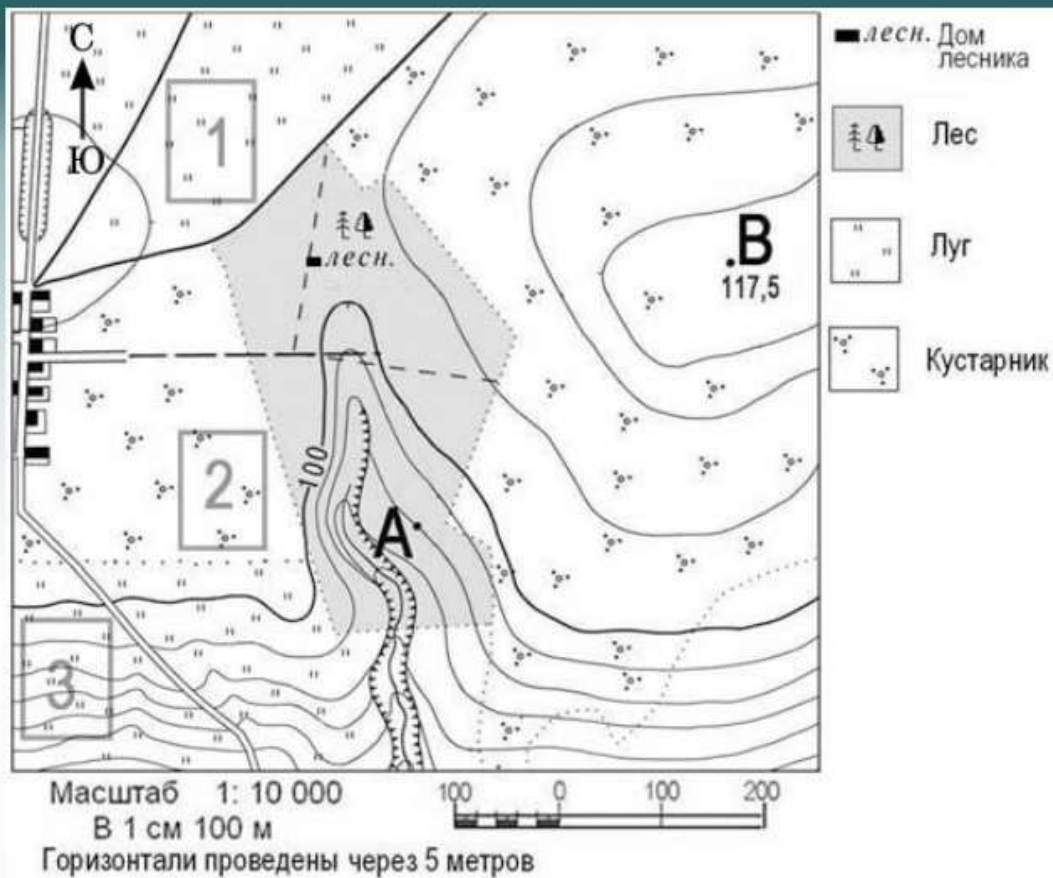 С
Ю
1
лесн.
.В
117,5
100
2
А
3
лесн. Дом
лесника
Лес
Луг
Кустарник
Масштаб 1: 10 000
В 1 см 100 м
Горизонтали проведены через 5 метров
100 0 100 200